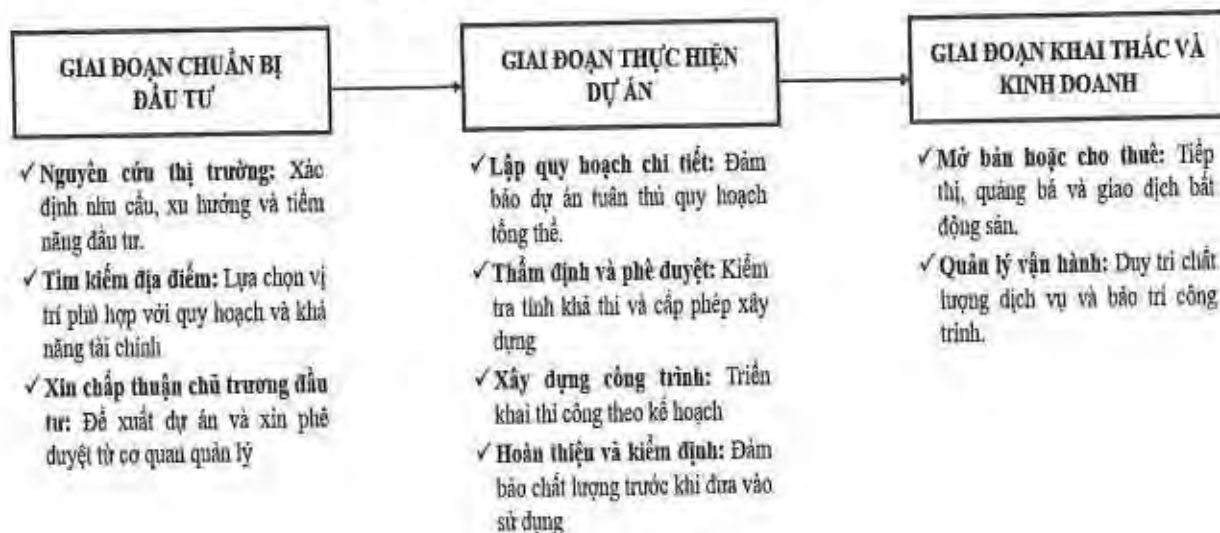 GIAI ĐOẠN CHUẨN BỊ
ĐẦU TƯ
✓ Nguyên cứu thị trường: Xác
định nhu cầu, xu hướng và tiềm
năng đầu tư.
✓ Tìm kiếm địa điểm: Lựa chọn vị
trí phù hợp với quy hoạch và khả
năng tài chính
✓ Xin chấp thuận chủ trương đầu
tư: Đề xuất dự án và xin phê
duyệt từ cơ quan quản lý
GIAI ĐOẠN THỰC HIỆN
DỰ ÁN
✓ Lập quy hoạch chi tiết: Đảm
bảo dự án tuân thủ quy hoạch
tổng thể.
✓ Thẩm định và phê duyệt: Kiểm
tra tính khả thi và cấp phép xây
dựng
✓ Xây dựng công trình: Triển
khai thi công theo kế hoạch
✓ Hoàn thiện và kiểm định: Đảm
bảo chất lượng trước khi đưa vào
sử dụng
GIAI ĐOẠN KHAI THÁC VÀ
KINH DOANH
✓ Mở bán hoặc cho thuê: Tiếp
thị, quảng bá và giao dịch bất
động sản.
✓ Quản lý vận hành: Duy trì chất
lượng dịch vụ và bảo trì công
trình.